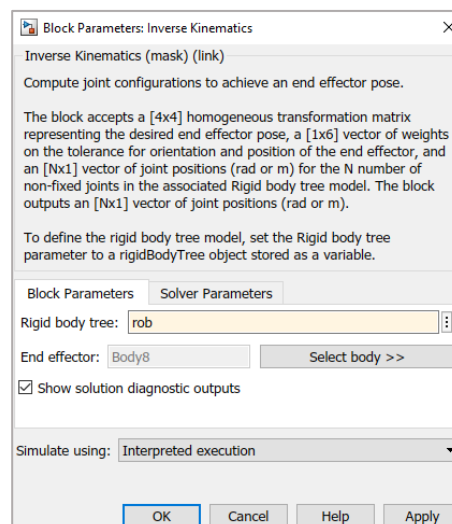 Block Parameters: Inverse Kinematics
Inverse Kinematics (mask) (link)
Compute joint configurations to achieve an end effector pose.
The block accepts a [4x4] homogeneous transformation matrix
representing the desired end effector pose, a [1x6] vector of weights
on the tolerance for orientation and position of the end effector, and
an [Nx1] vector of joint positions (rad or m) for the N number of
non-fixed joints in the associated Rigid body tree model. The block
outputs an [Nx1] vector of joint positions (rad or m).
To define the rigid body tree model, set the Rigid body tree
parameter to a rigidBodyTree object stored as a variable.
Block Parameters Solver Parameters
Rigid body tree: rob
End effector: Body8 Select body >>
Show solution diagnostic outputs
Simulate using: Interpreted execution
OK Cancel Help Apply